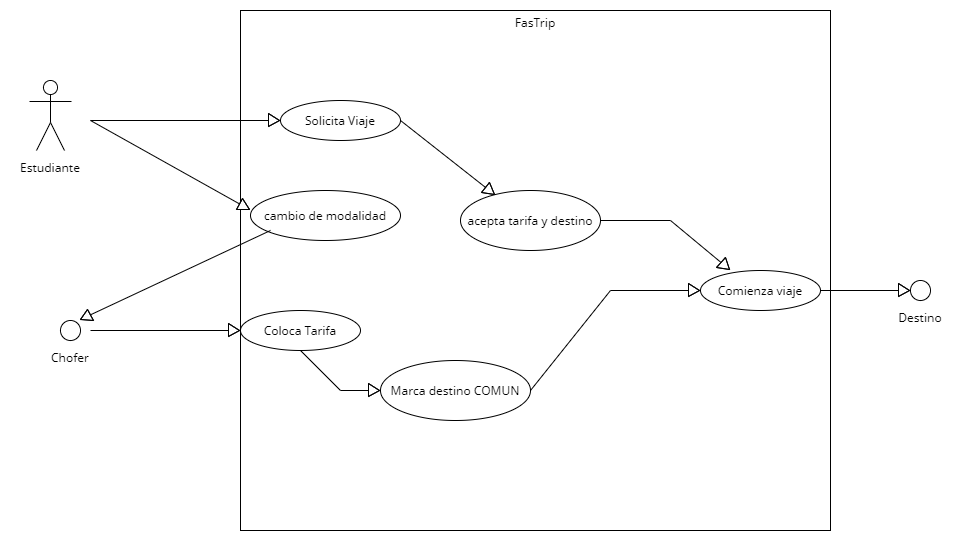 FasTrip
Solicita Viaje
Estudiante
cambio de modalidad
acepta tarifa y destino
Comienza viaje
Destino
Coloca Tarifa
Chofer
Marca destino COMUN